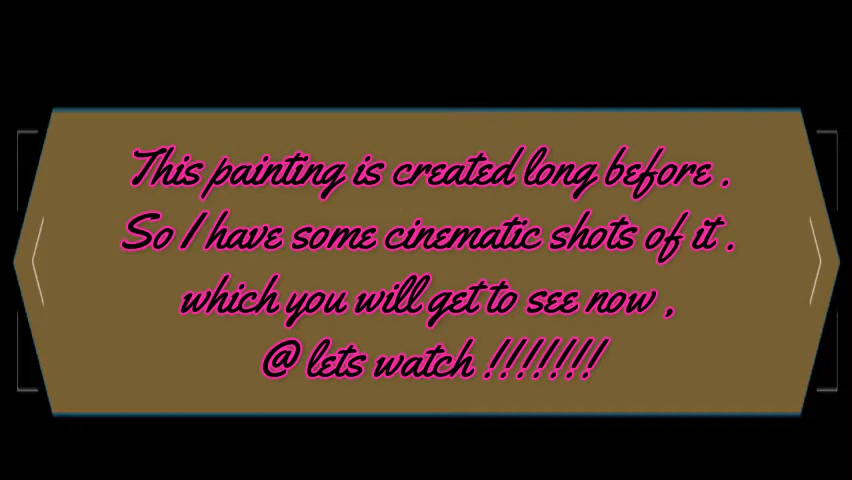 This painting is created long before .
So I have some cinematic shots of it .
which you will get to see now ,
@ lets watch !!!!!!!!